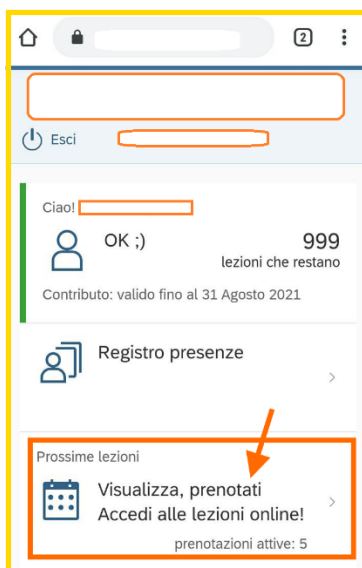 2
Esci
Ciao!
OK ;)
999
lezioni che restano
Contributo: valido fino al 31 Agosto 2021
Registro presenze
Prossime lezioni
Visualizza, prenotati
Accedi alle lezioni online!
prenotazioni attive: 5